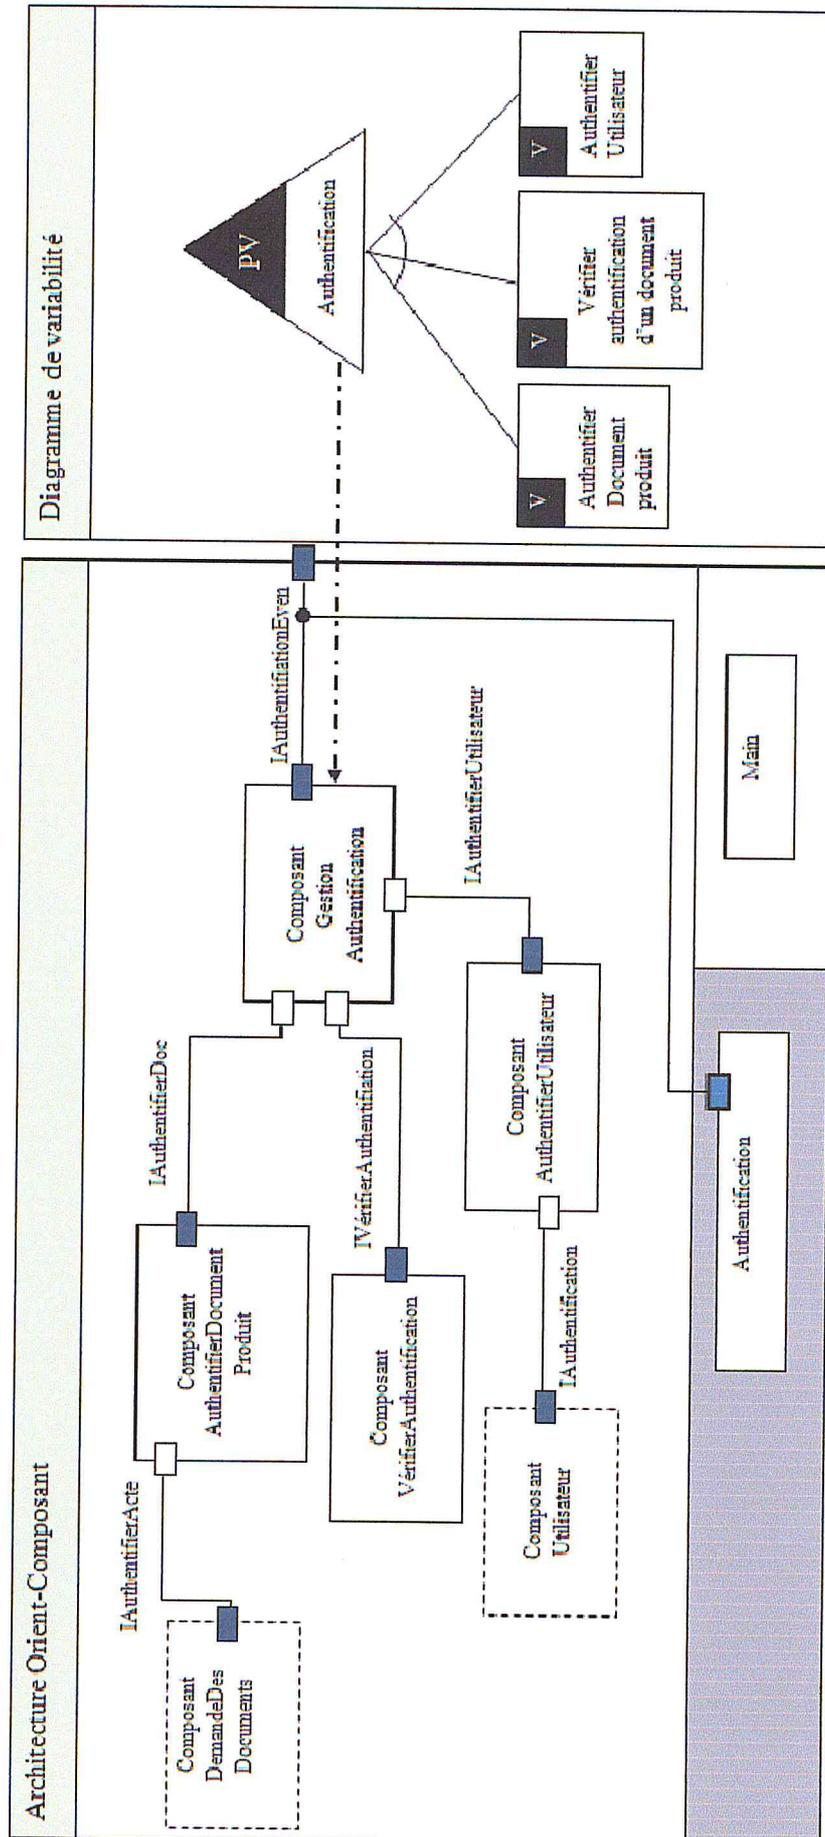 Architecture Orient-Composant
Composant
DemandeDes
Documents
IAuthentifierActe
Composant
AuthentifierDocument
Produit
IAuthentifierDoc
Composant
VérifierAuthentification
IVérifierAuthentifiation
Composant
Utilisateur
IAuthentification
Composant
AuthentifierUtilisateur
IAuthentifierUtilisateur
Composant
Gestion
Authentification
IAuthentifiationEven
Authentification
Main
Diagramme de variabilité
PV
Authentification
V
Authentifier
Document
produit
V
Vérifier
authentification
d'un document
produit
V
Authentifier
Utilisateur